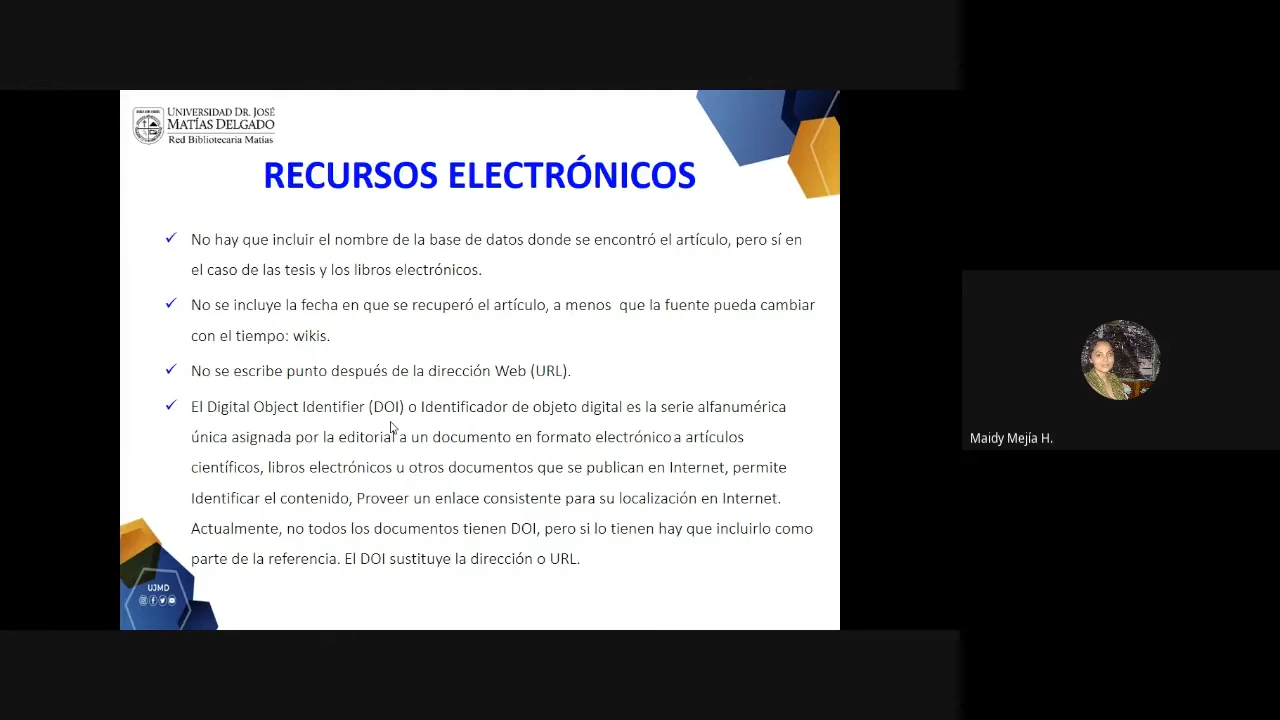 UNIVERSIDAD DR. JOSÉ
MATÍAS DELGADO
Red Bibliotecaria Matías
RECURSOS ELECTRÓNICOS
✓ No hay que incluir el nombre de la base de datos donde se encontró el artículo, pero sí en
el caso de las tesis y los libros electrónicos.
✓ No se incluye la fecha en que se recuperó el artículo, a menos que la fuente pueda cambiar
con el tiempo: wikis.
✓ No se escribe punto después de la dirección Web (URL).
✓ El Digital Object Identifier (DOI) o Identificador de objeto digital es la serie alfanumérica
única asignada por la editorial a un documento en formato electrónico a artículos
científicos, libros electrónicos u otros documentos que se publican en Internet, permite
Identificar el contenido, Proveer un enlace consistente para su localización en Internet.
Actualmente, no todos los documentos tienen DOI, pero si lo tienen hay que incluirlo como
parte de la referencia. El DOI sustituye la dirección o URL.
UJMD
Maidy Mejía H.